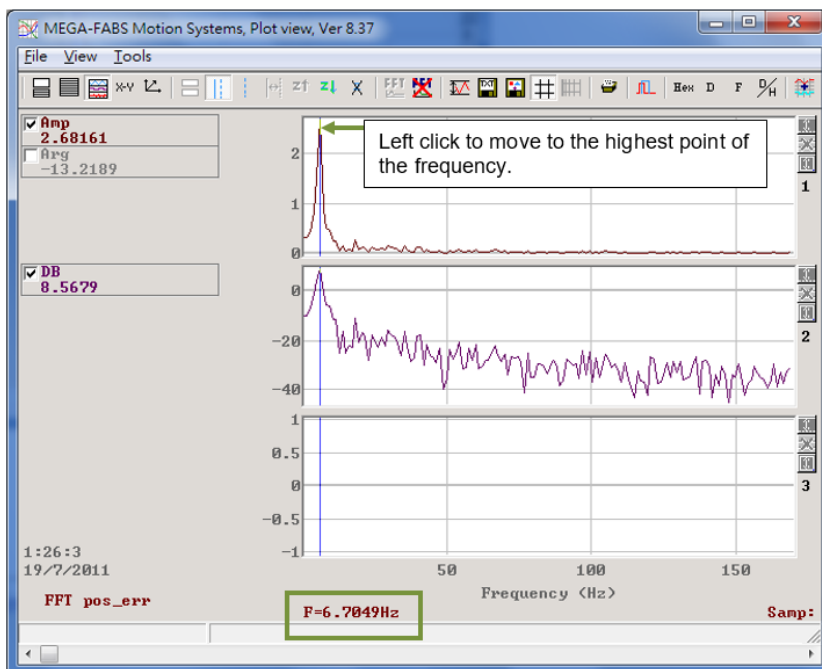 MEGA-FABS Motion Systems, Plot view, Ver 8.37
File View Tools
X-Y zt z↓ X FFT TXT Hex D F D/H
Amp
2.68161
Arg
-13.2189
2
1
0
Left click to move to the highest point of
the frequency.
1
DB
8.5679
0
-20
-40
2
1
0.5
0
-0.5
-1
3
1:26:3
19/7/2011
50 100 150
Frequency (Hz)
FFT pos_err
F=6.7049Hz
Samp: